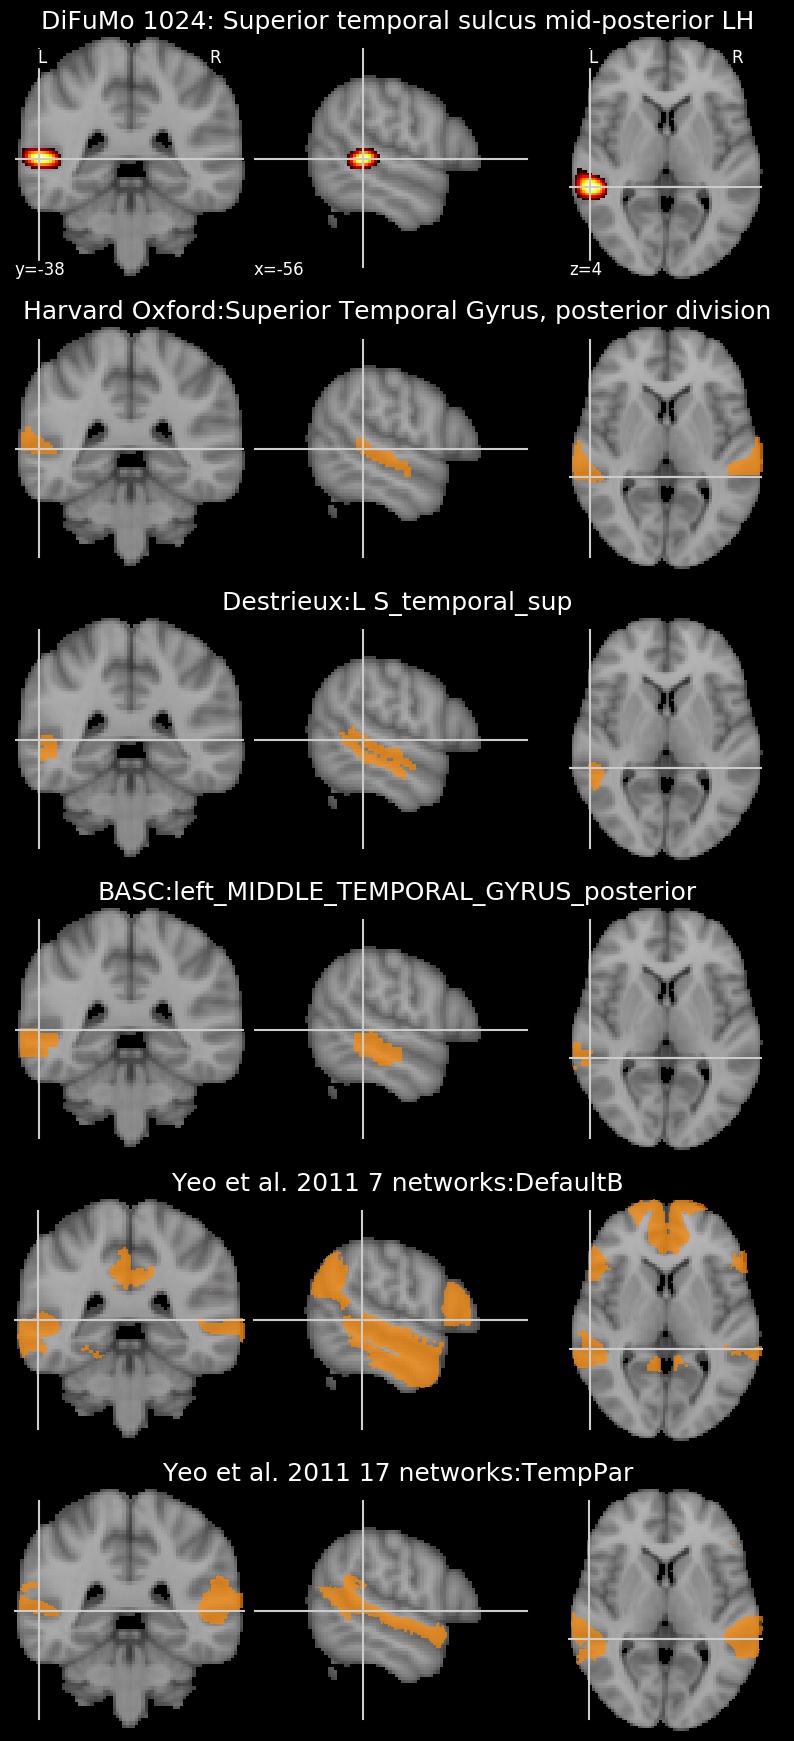 DiFuMo 1024: Superior temporal sulcus mid-posterior LH
L R L R
y=-38 x=-56 z=4
Harvard Oxford:Superior Temporal Gyrus, posterior division
Destrieux:L S_temporal_sup
BASC:left_MIDDLE_TEMPORAL_GYRUS_posterior
Yeo et al. 2011 7 networks:DefaultB
Yeo et al. 2011 17 networks:TempPar